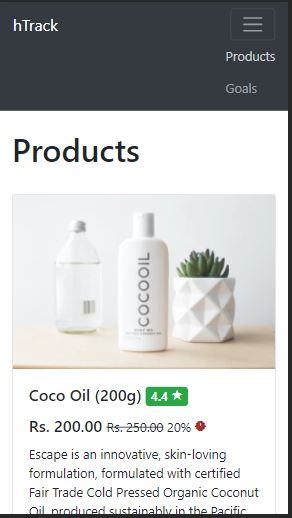 hTrack
Products
Goals
Products
COCOOIL
Coco Oil (200g) 4.4 ★
Rs. 200.00 Rs. 250.00 20%
Escape is an innovative, skin-loving
formulation, formulated with certified
Fair Trade Cold Pressed Organic Coconut
Oil, produced sustainably in the Pacific